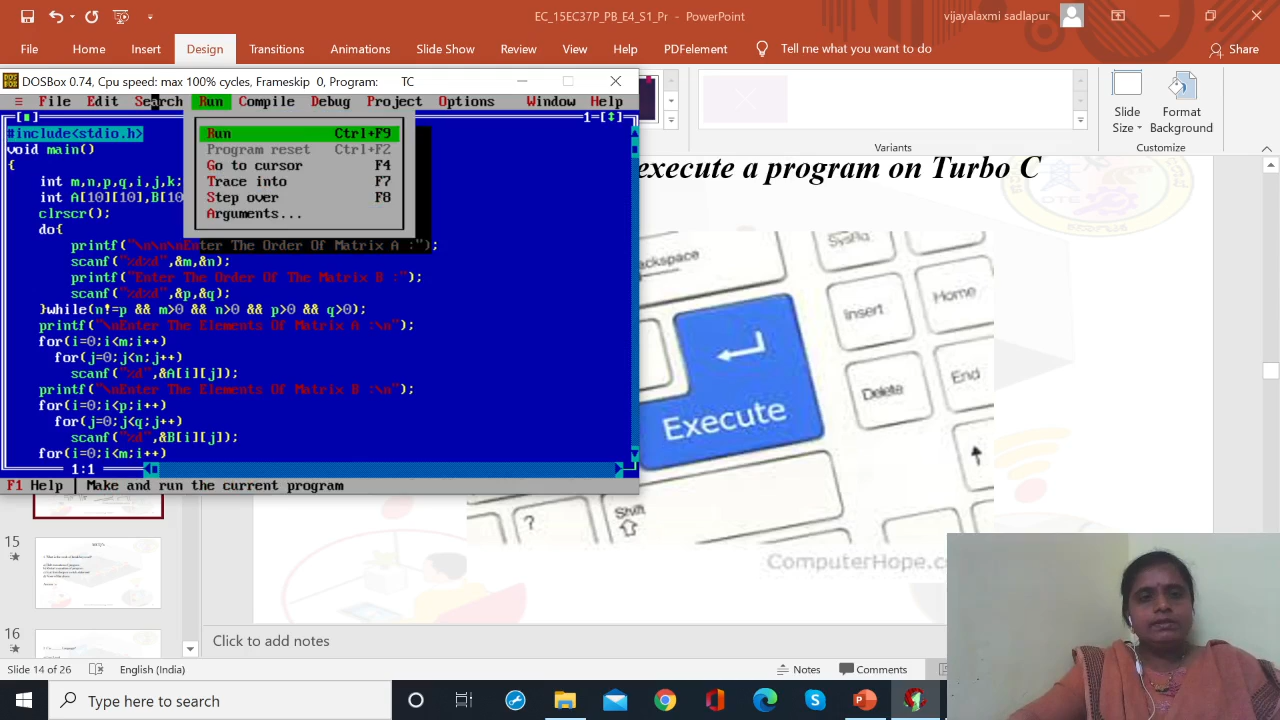 EC_15EC37P_PB_E4_S1_Pr - PowerPoint
vijayalaxmi sadlapur
File Home Insert Design Transitions Animations Slide Show Review View Help PDFelement Tell me what you want to do
Share
DOSBox 0.74, Cpu speed: max 100% cycles, Frameskip 0, Program: TC
File Edit Search Run Compile Debug Project Options Window Help
1=[↕]
Run Ctrl+F9
Program reset Ctrl+F2
Go to cursor F4
Trace into F7
Step over F8
Arguments...
#include<stdio.h>
void main()
{
int m,n,p,q,i,j,k;
int A[10][10],B[10
clrscr();
do{
printf("\n\n\nEnter The Order Of Matrix A :");
scanf("%d%d",&m,&n);
printf("Enter The Order Of The Matrix B :");
scanf("%d%d",&p,&q);
}while(n!=p && m>0 && n>0 && p>0 && q>0);
printf("\nEnter The Elements Of Matrix A :\n");
for(i=0;i<m;i++)
for(j=0;j<n;j++)
scanf("%d",&A[i][j]);
printf("\nEnter The Elements Of Matrix B :\n");
for(i=0;i<p;i++)
for(j=0;j<q;j++)
scanf("%d",&B[i][j]);
for(i=0;i<m;i++)
1:1
F1 Help Make and run the current program
Slide Size
Format Background
Variants
Customize
execute a program on Turbo C
DTE
ckspace
SysRq
Insert
Home
Delete
End
Execute
?
Shift
ComputerHope.c
15
16
Click to add notes
Slide 14 of 26
English (India)
Notes
Comments
Type here to search